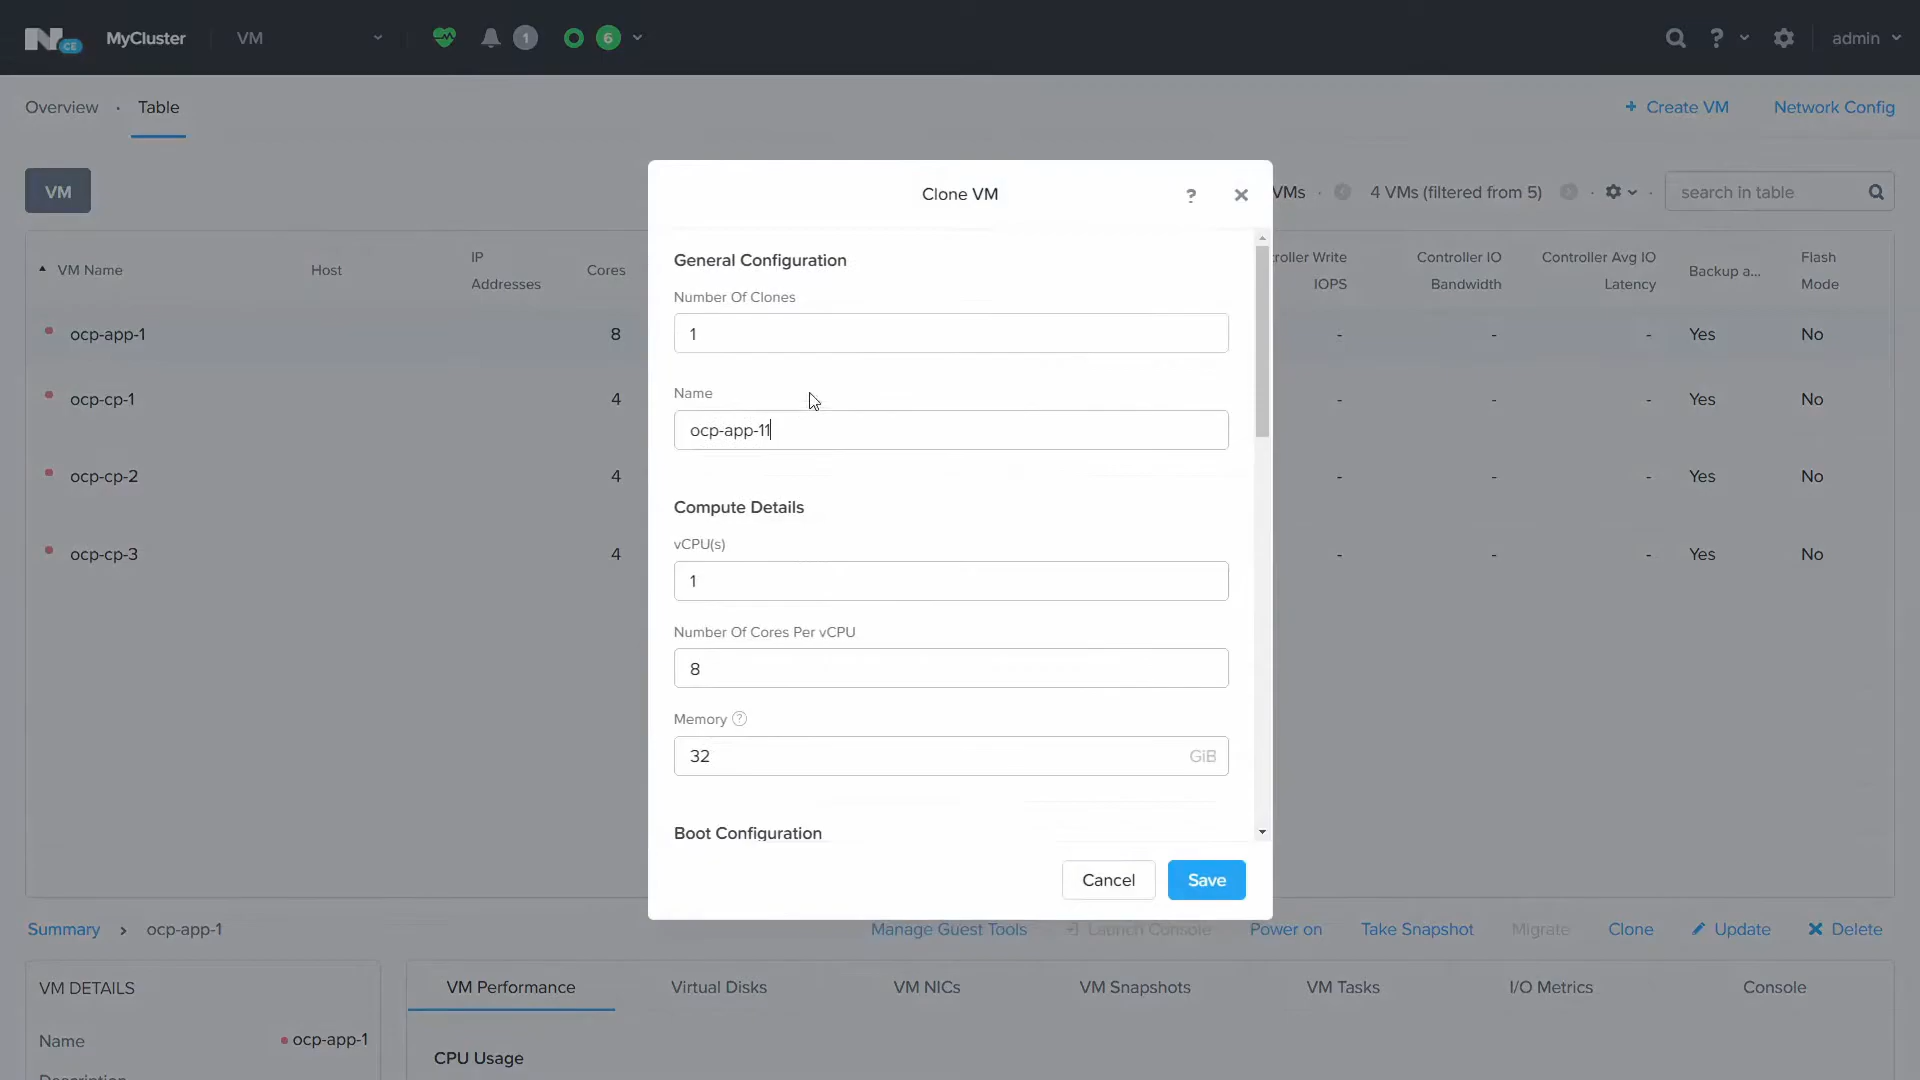 N CE MyCluster VM 1 6 ? admin
Overview · Table + Create VM Network Config
VM VMs · 4 VMs (filtered from 5) · · search in table
Clone VM ? ×
VM Name Host IP Addresses Cores roller Write IOPS Controller IO Bandwidth Controller Avg IO Latency Backup a... Flash Mode
ocp-app-1 8 - - - Yes No
ocp-cp-1 4 - - - Yes No
ocp-cp-2 4 - - - Yes No
ocp-cp-3 4 - - - Yes No
General Configuration
Number Of Clones
1
Name
ocp-app-11
Compute Details
vCPU(s)
1
Number Of Cores Per vCPU
8
Memory ?
32 GiB
Boot Configuration
Cancel Save
Summary > ocp-app-1 Manage Guest Tools Launch Console Power on Take Snapshot Migrate Clone Update × Delete
VM DETAILS
Name ocp-app-1
Description
VM Performance Virtual Disks VM NICs VM Snapshots VM Tasks I/O Metrics Console
CPU Usage